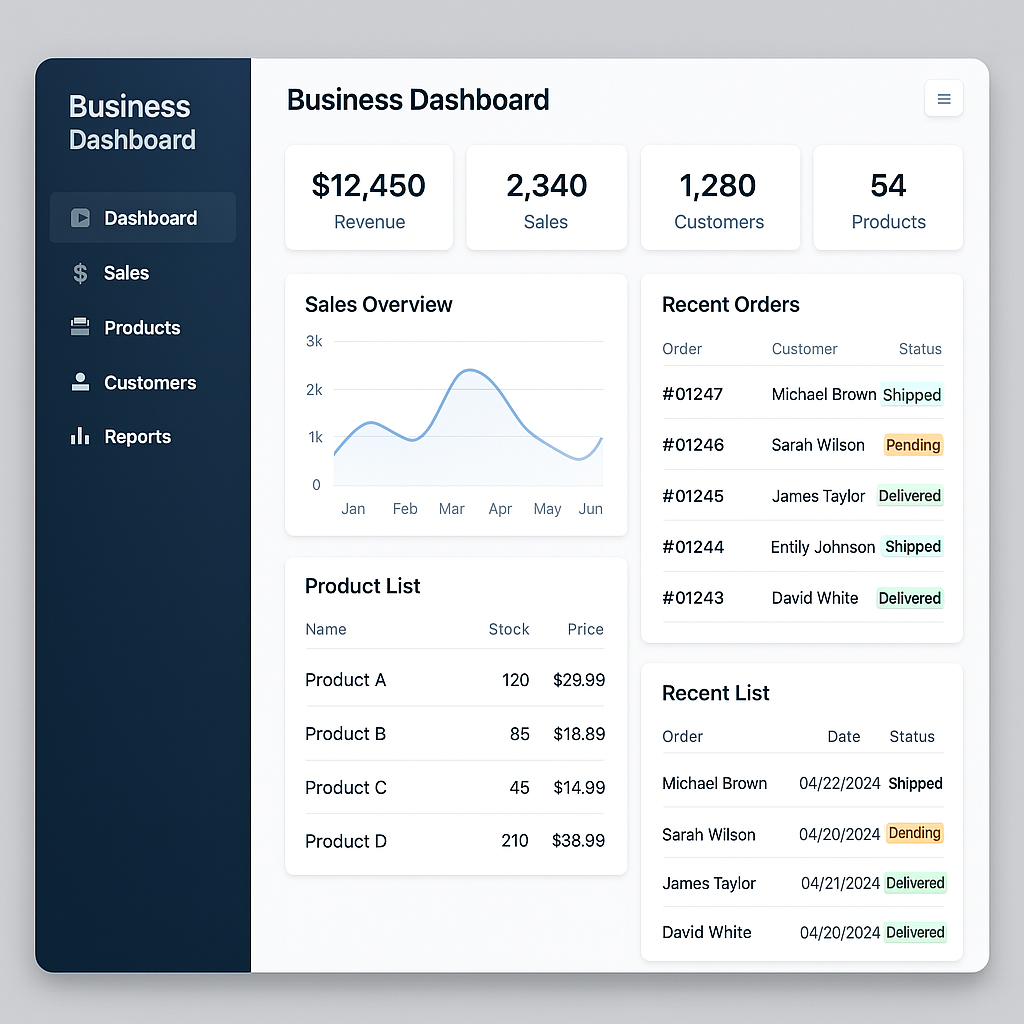 Business
Dashboard
Dashboard
$ Sales
Products
Customers
Reports
Business Dashboard
$12,450
Revenue
2,340
Sales
1,280
Customers
54
Products
Sales Overview
3k
2k
1k
0
Jan Feb Mar Apr May Jun
Product List
Name Stock Price
Product A 120 $29.99
Product B 85 $18.89
Product C 45 $14.99
Product D 210 $38.99
Recent Orders
Order Customer Status
#01247 Michael Brown Shipped
#01246 Sarah Wilson Pending
#01245 James Taylor Delivered
#01244 Entily Johnson Shipped
#01243 David White Delivered
Recent List
Order Date Status
Michael Brown 04/22/2024 Shipped
Sarah Wilson 04/20/2024 Dending
James Taylor 04/21/2024 Delivered
David White 04/20/2024 Delivered